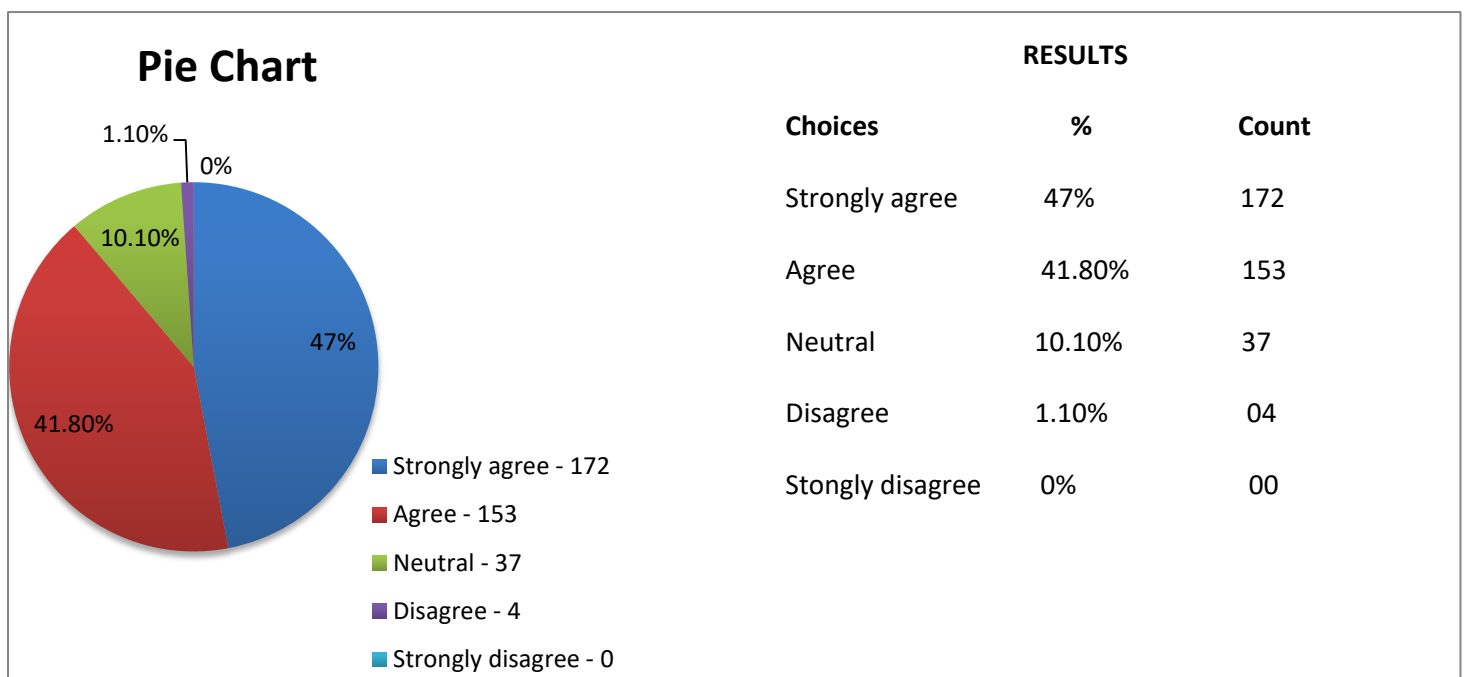 Pie Chart
1.10%
0%
10.10%
47%
41.80%
Strongly agree - 172
Agree - 153
Neutral - 37
Disagree - 4
Strongly disagree - 0
RESULTS
Choices % Count
Strongly agree 47% 172
Agree 41.80% 153
Neutral 10.10% 37
Disagree 1.10% 04
Stongly disagree 0% 00